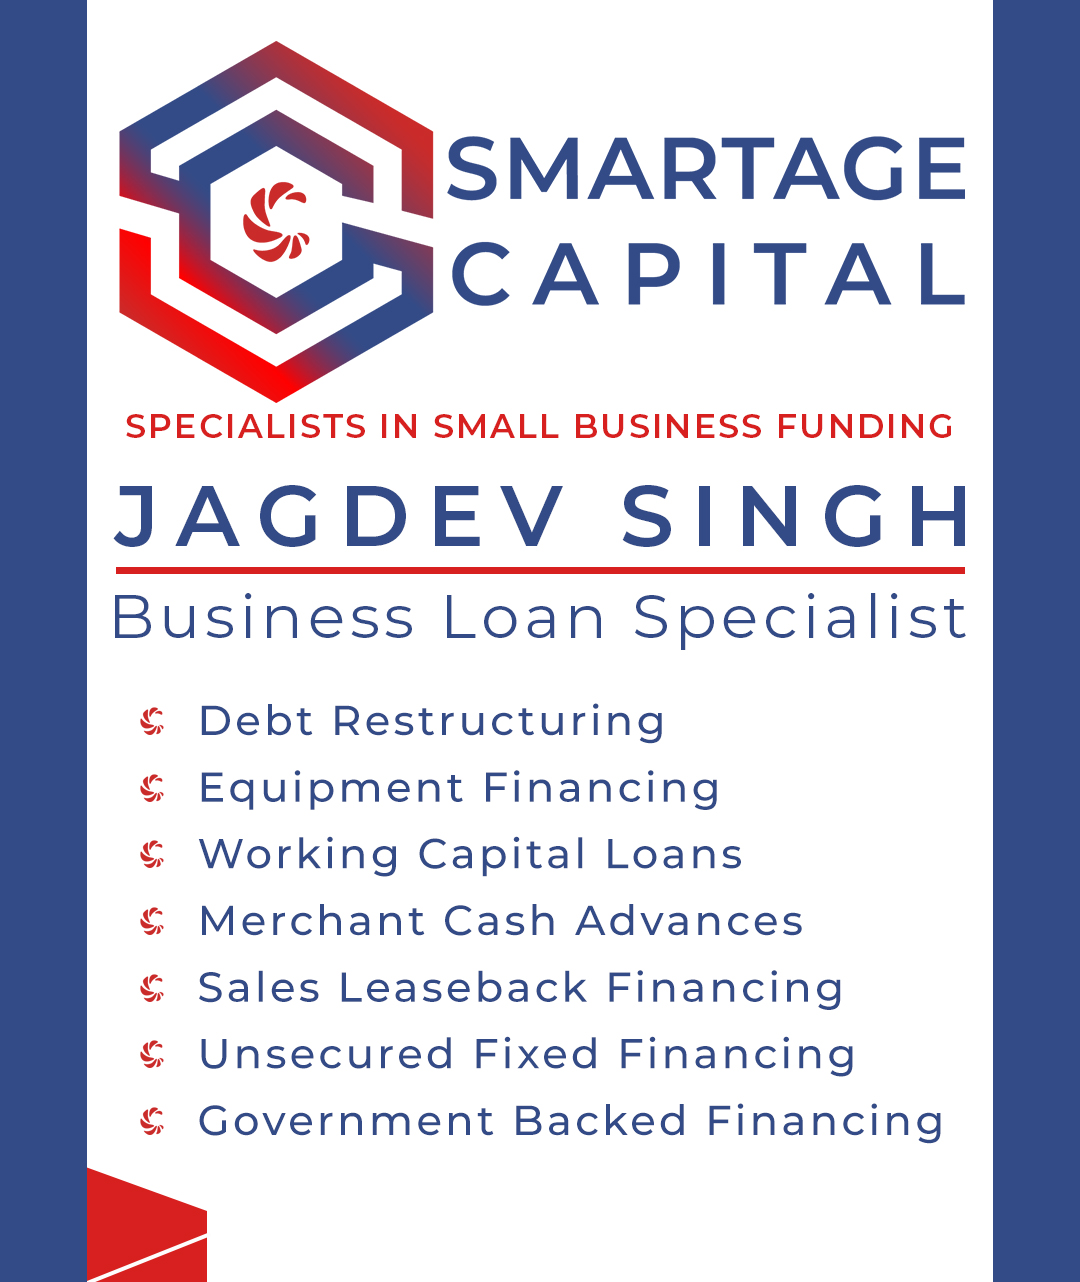 SMARTAGE
CAPITAL
SPECIALISTS IN SMALL BUSINESS FUNDING
JAGDEV SINGH
Business Loan Specialist
Debt Restructuring
Equipment Financing
Working Capital Loans
Merchant Cash Advances
Sales Leaseback Financing
Unsecured Fixed Financing
Government Backed Financing